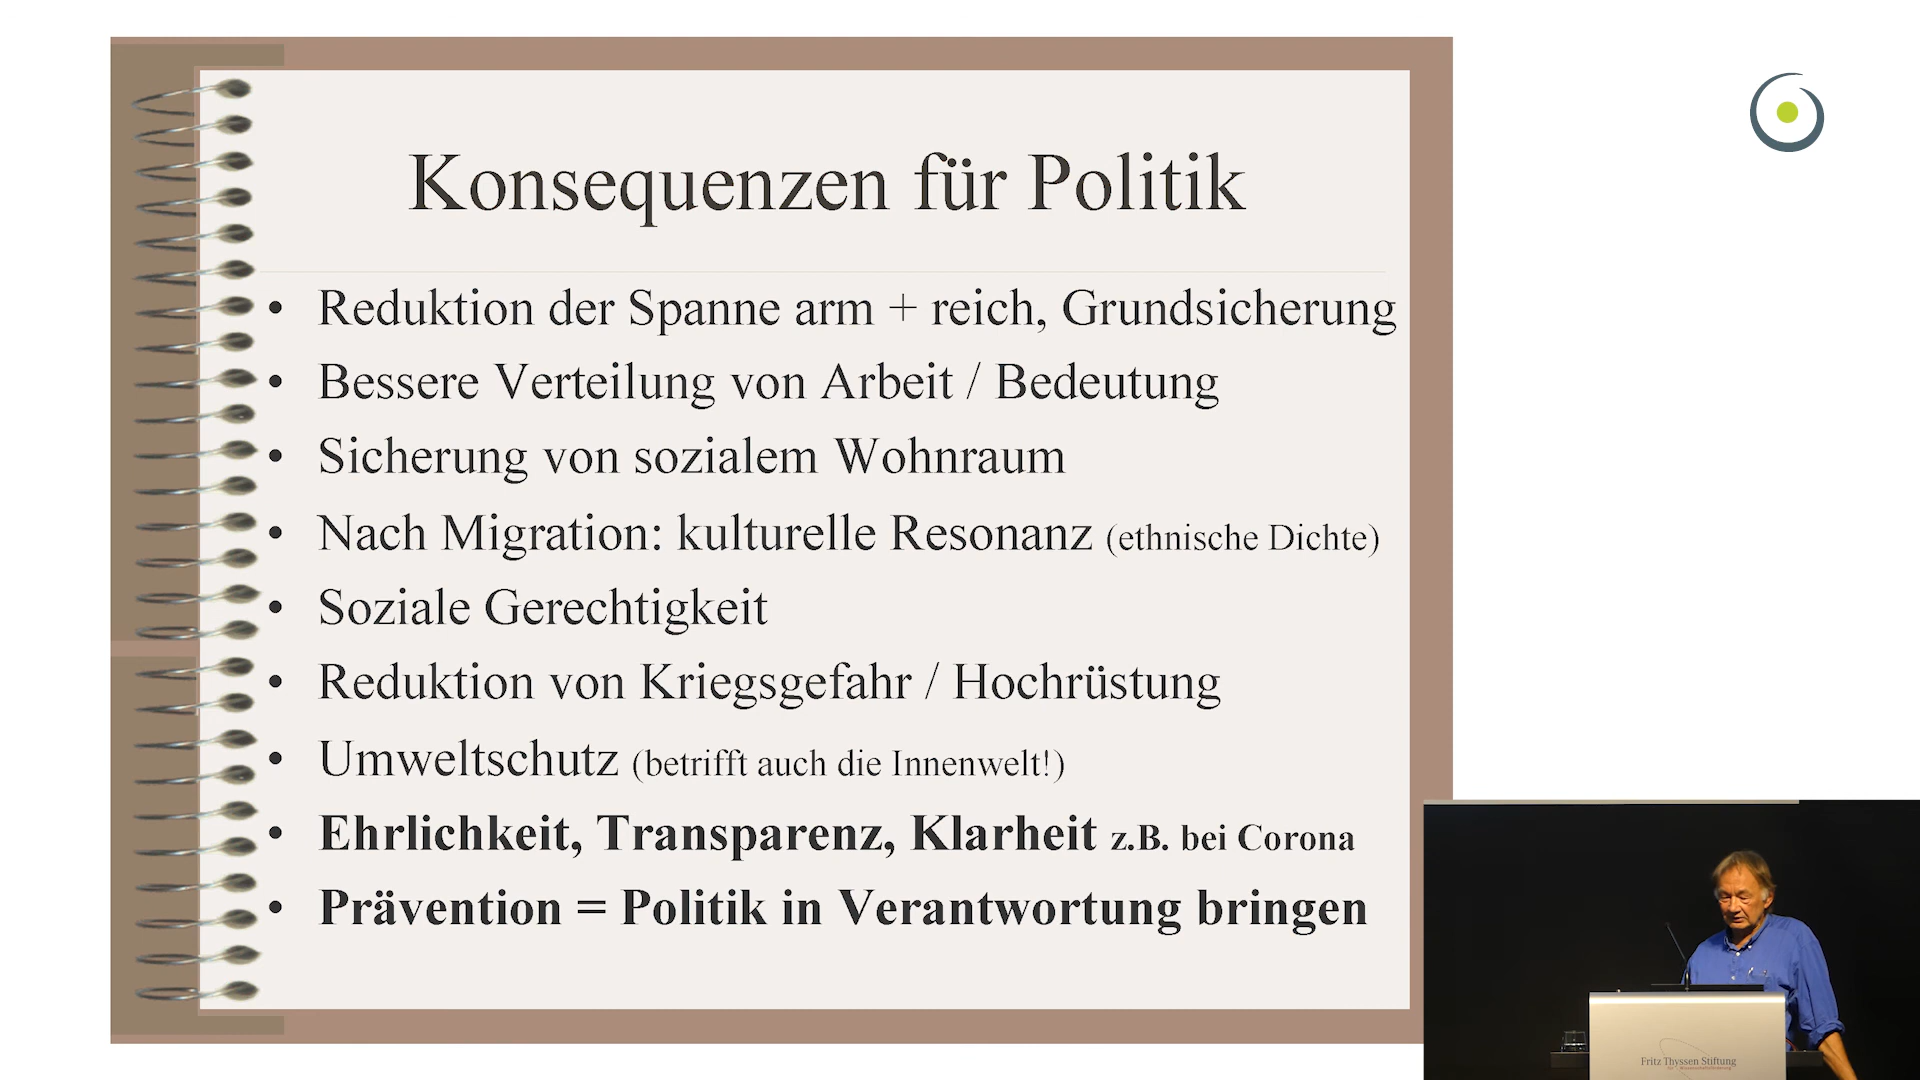 Konsequenzen für Politik
• Reduktion der Spanne arm + reich, Grundsicherung
• Bessere Verteilung von Arbeit / Bedeutung
• Sicherung von sozialem Wohnraum
• Nach Migration: kulturelle Resonanz (ethnische Dichte)
• Soziale Gerechtigkeit
• Reduktion von Kriegsgefahr / Hochrüstung
• Umweltschutz (betrifft auch die Innenwelt!)
• Ehrlichkeit, Transparenz, Klarheit z.B. bei Corona
• Prävention = Politik in Verantwortung bringen
Fritz Thyssen Stiftung